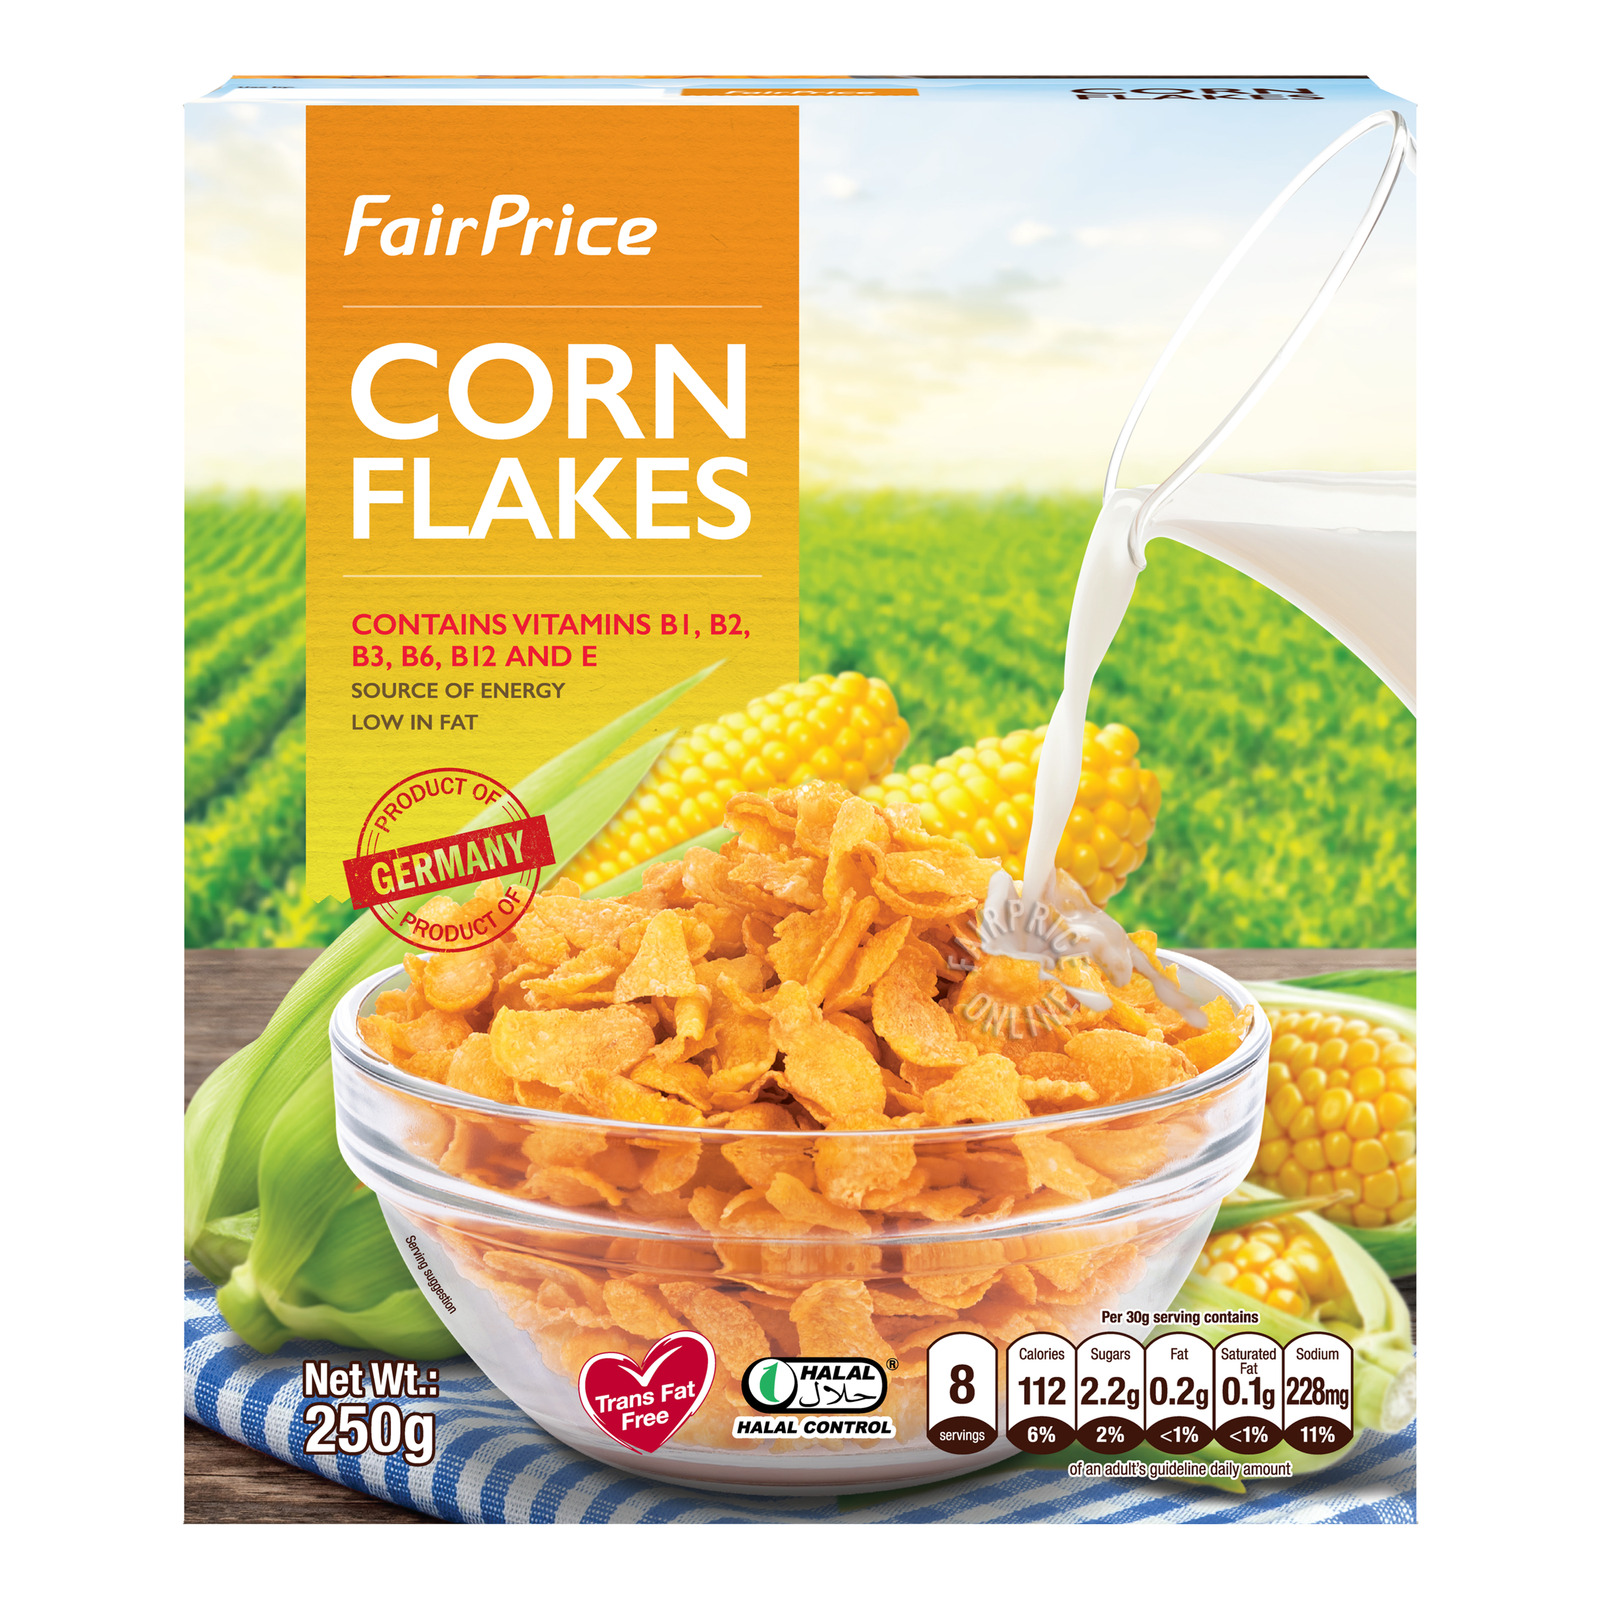 FairPrice
CORN
FLAKES
FairPrice
CORN
FLAKES
CONTAINS VITAMINS B1, B2,
B3, B6, B12 AND E
SOURCE OF ENERGY
LOW IN FAT
PRODUCT OF
GERMANY
PRODUCT OF
FAIRPRICE
ONLINE
Serving suggestion
Net Wt.:
250g
Trans Fat
Free
HALAL ®
حلال
HALAL CONTROL
Per 30g serving contains
8 servings
Calories 112 6%
Sugars 2.2g 2%
Fat 0.2g <1%
Saturated Fat 0.1g <1%
Sodium 228mg 11%
of an adult's guideline daily amount